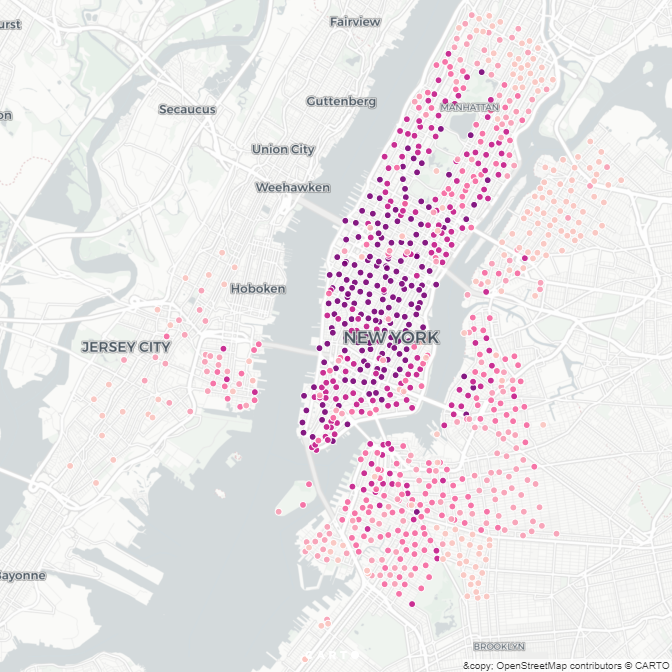 Fairview
urst
Secaucus
Guttenberg
MANHATTAN
on
Union City
Weehawken
Hoboken
NEW YORK
JERSEY CITY
Bayonne
BROOKLYN
CARTO
&copy; OpenStreetMap contributors © CARTO